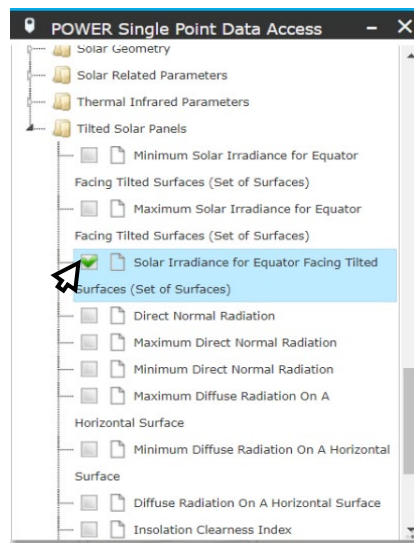 POWER Single Point Data Access
Solar Geometry
Solar Related Parameters
Thermal Infrared Parameters
Tilted Solar Panels
Minimum Solar Irradiance for Equator
Facing Tilted Surfaces (Set of Surfaces)
Maximum Solar Irradiance for Equator
Facing Tilted Surfaces (Set of Surfaces)
Solar Irradiance for Equator Facing Tilted
Surfaces (Set of Surfaces)
Direct Normal Radiation
Maximum Direct Normal Radiation
Minimum Direct Normal Radiation
Maximum Diffuse Radiation On A
Horizontal Surface
Minimum Diffuse Radiation On A Horizontal
Surface
Diffuse Radiation On A Horizontal Surface
Insolation Clearness Index